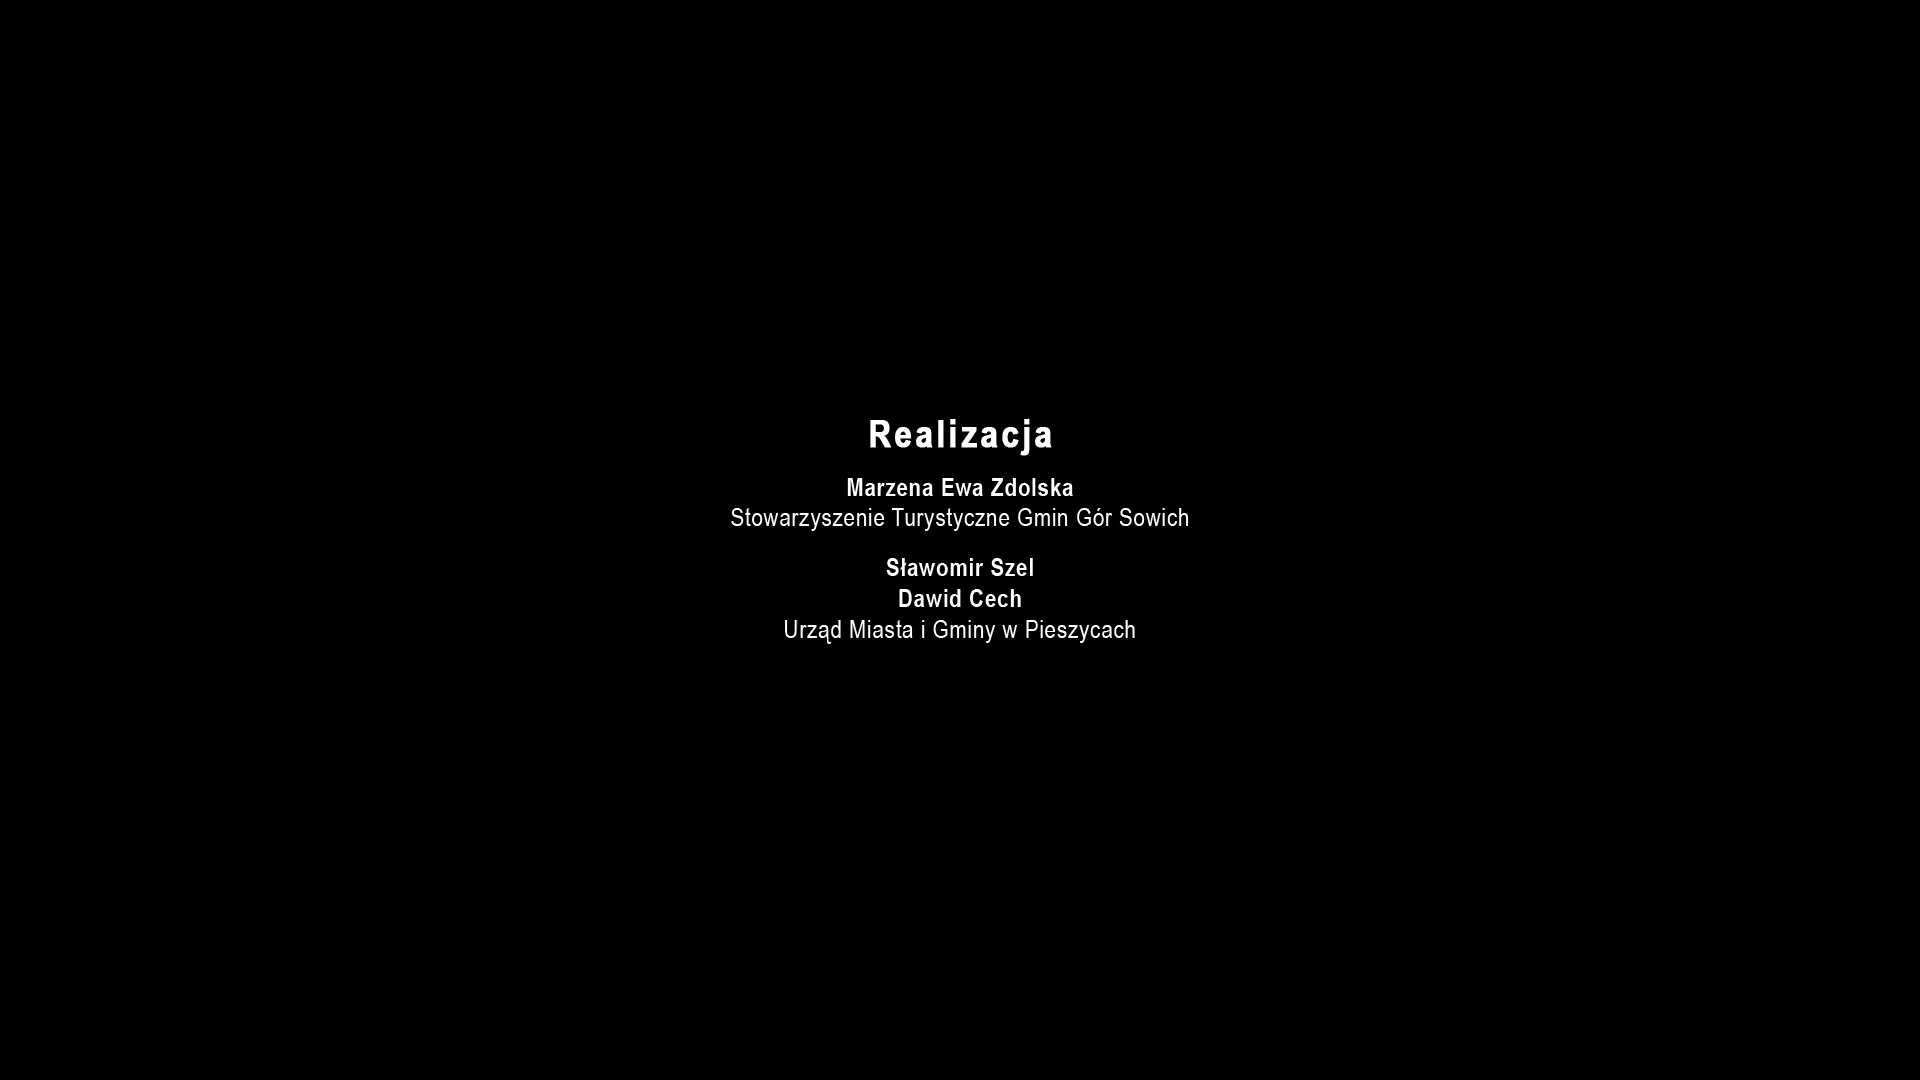 Realizacja
Marzena Ewa Zdolska
Stowarzyszenie Turystyczne Gmin Gór Sowich
Sławomir Szel
Dawid Cech
Urząd Miasta i Gminy w Pieszycach